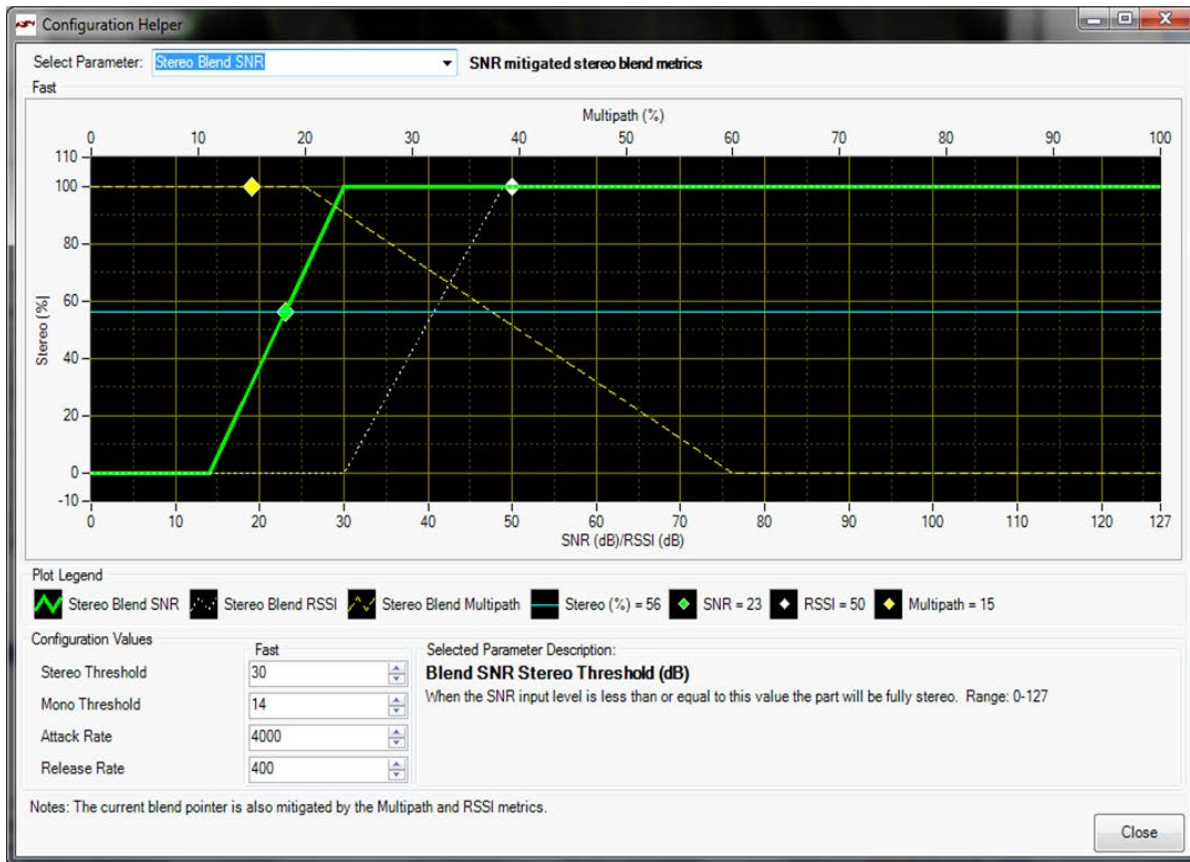 Configuration Helper
Select Parameter: Stereo Blend SNR SNR mitigated stereo blend metrics
Fast
Multipath (%)
0 10 20 30 40 50 60 70 80 90 100
110
100
80
60
40
20
0
-10
Stereo (%)
0 10 20 30 40 50 60 70 80 90 100 110 120 127
SNR (dB)/RSSI (dB)
Plot Legend
Stereo Blend SNR Stereo Blend RSSI Stereo Blend Multipath Stereo (%) = 56 SNR = 23 RSSI = 50 Multipath = 15
Configuration Values
Fast
Stereo Threshold 30
Mono Threshold 14
Attack Rate 4000
Release Rate 400
Selected Parameter Description:
Blend SNR Stereo Threshold (dB)
When the SNR input level is less than or equal to this value the part will be fully stereo. Range: 0-127
Notes: The current blend pointer is also mitigated by the Multipath and RSSI metrics.
Close